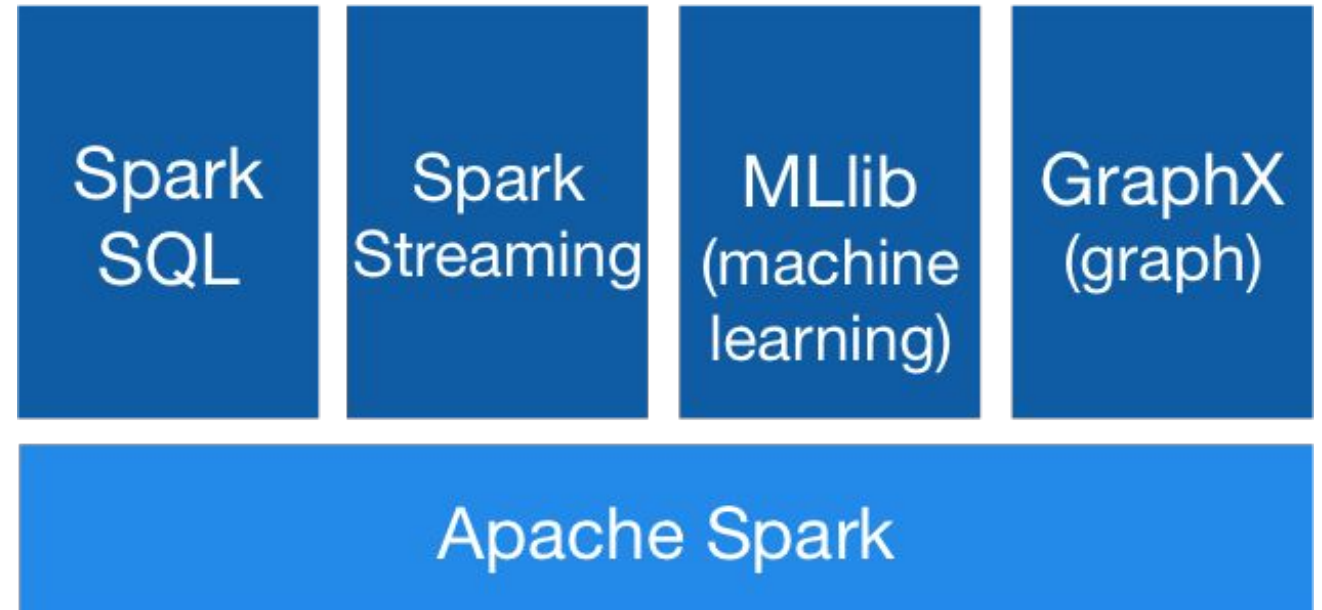 Spark
SQL
Spark
Streaming
MLlib
(machine
learning)
GraphX
(graph)
Apache Spark